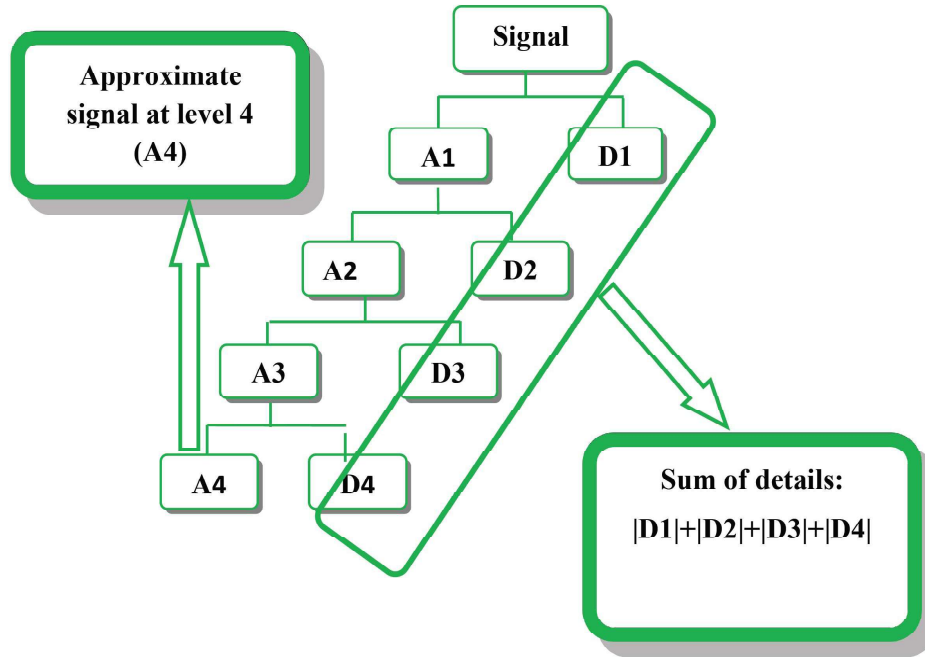 Signal
Approximate
signal at level 4
(A4)
A1
D1
A2
D2
A3
D3
A4
D4
Sum of details:
|D1|+|D2|+|D3|+|D4|